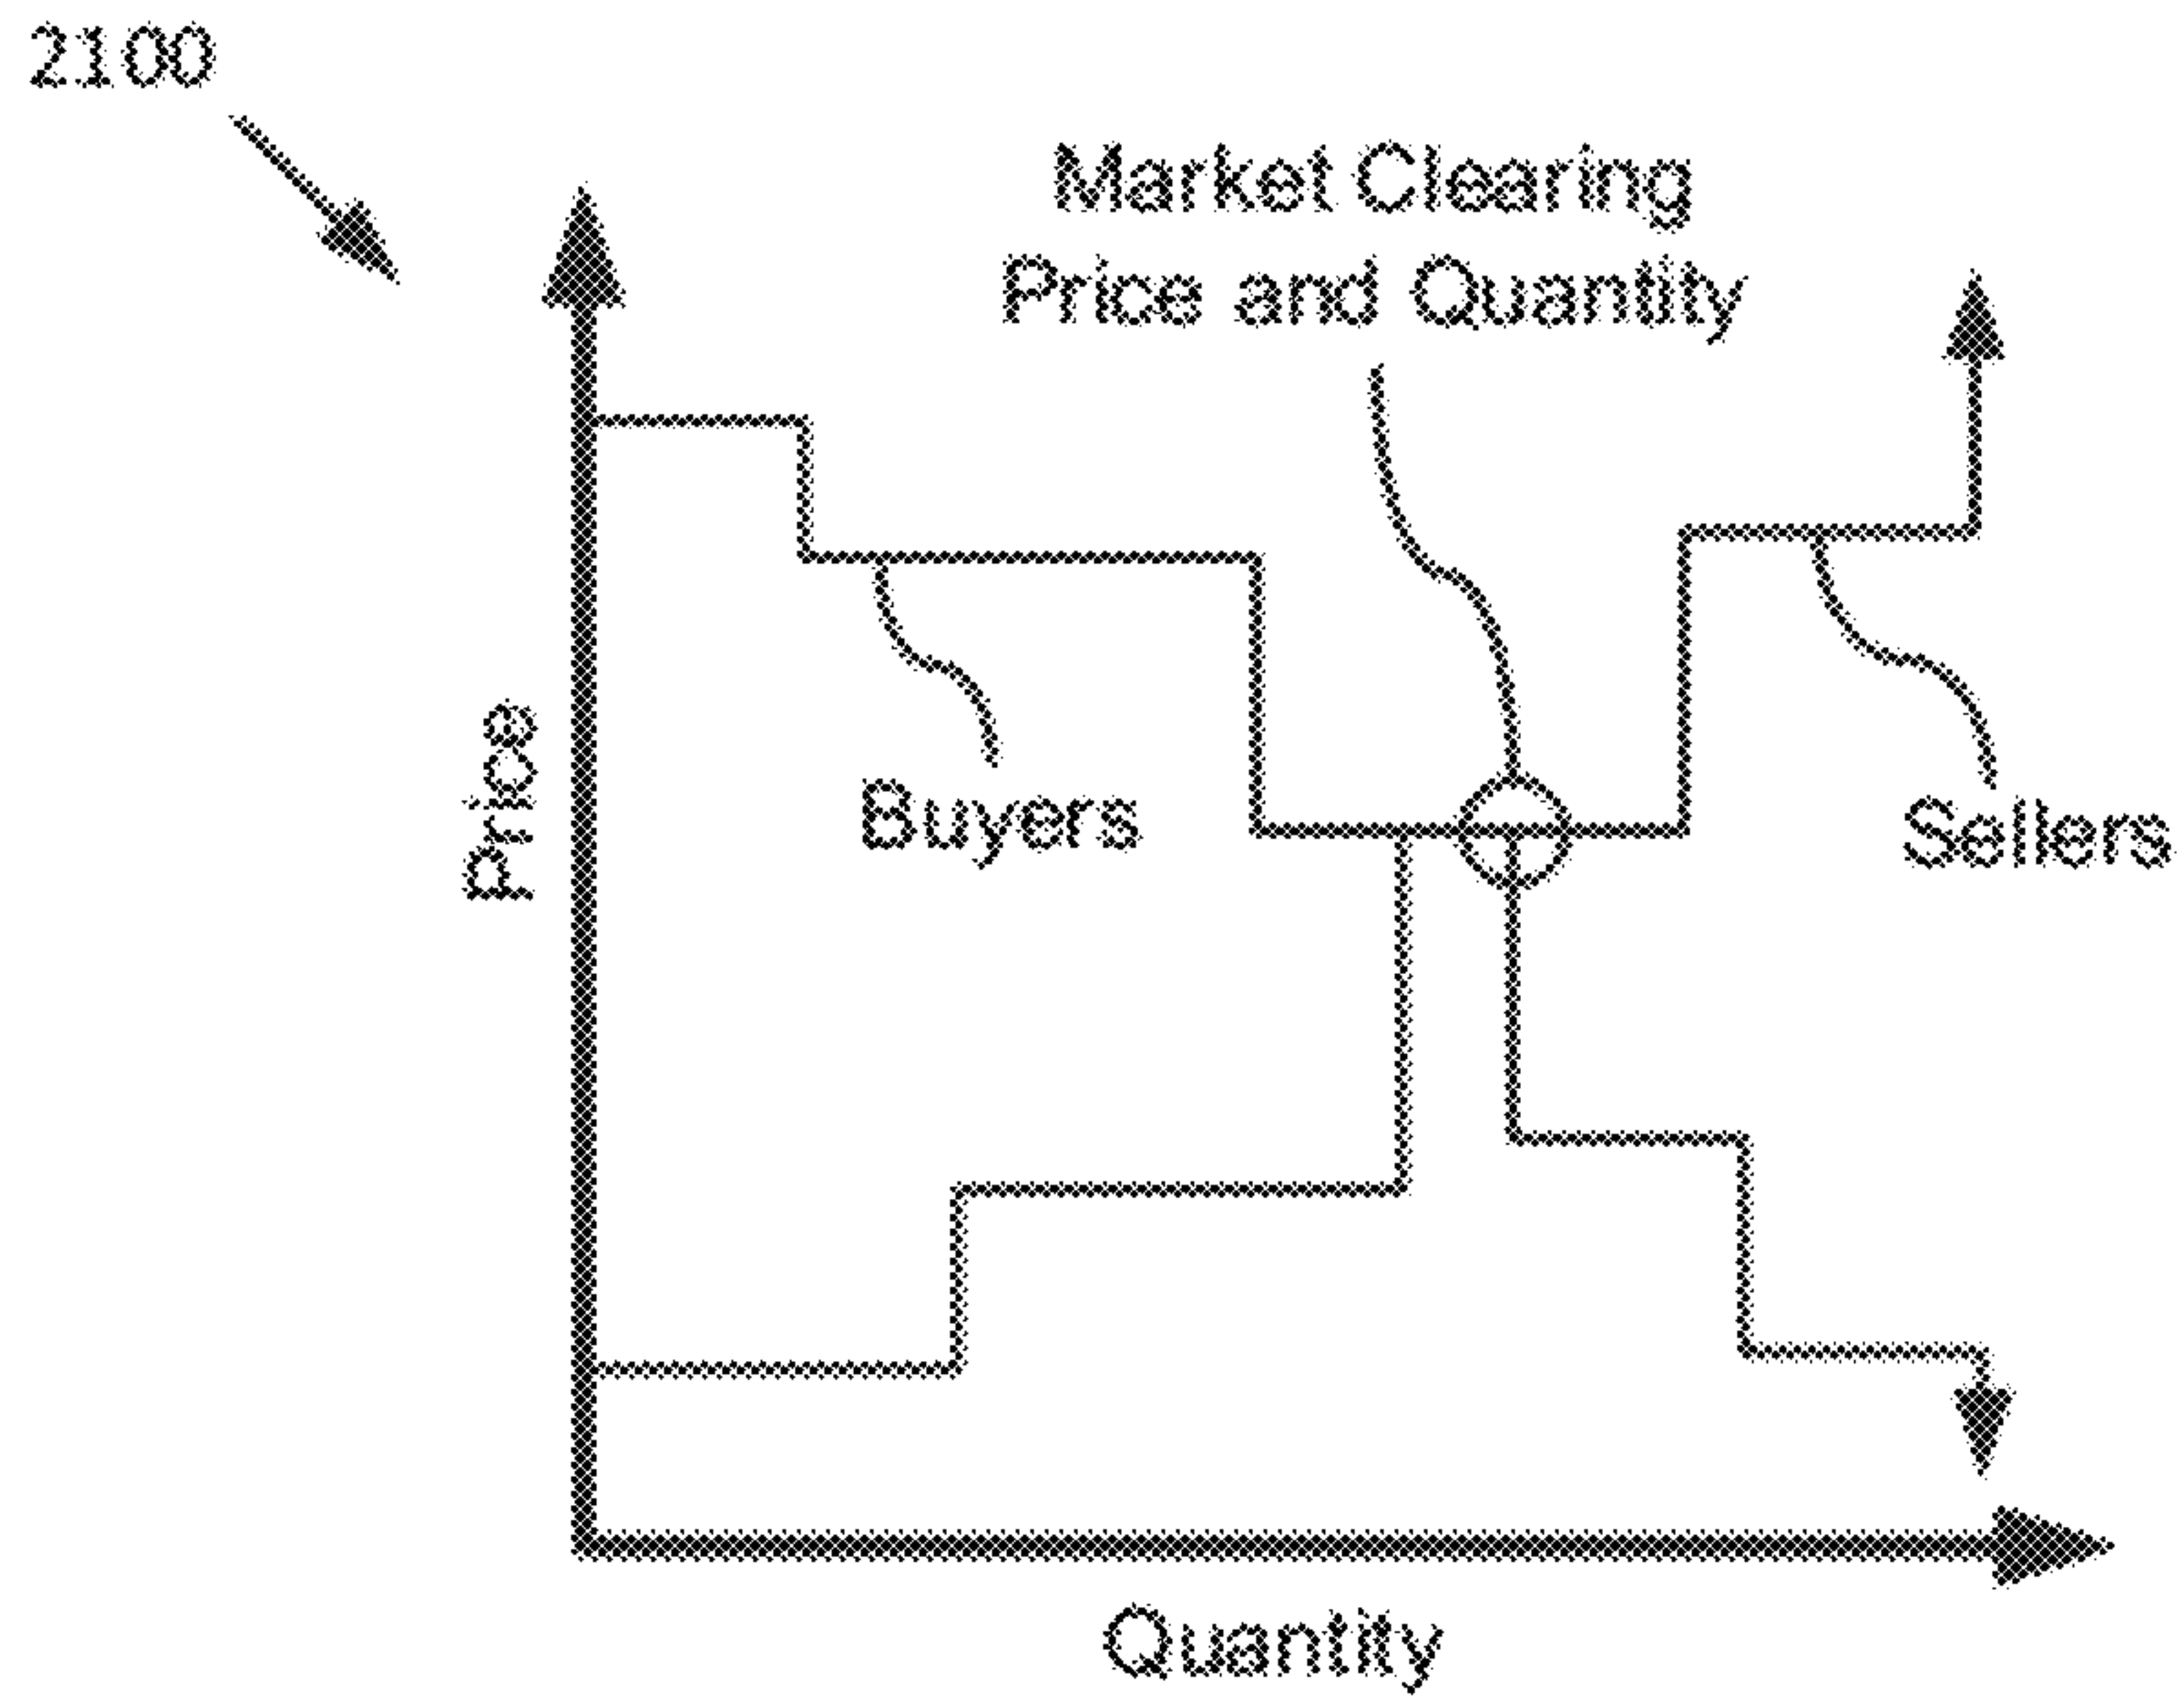 2100
Market Clearing
Price and Quantity
Price
Buyers
Sellers
Quantity